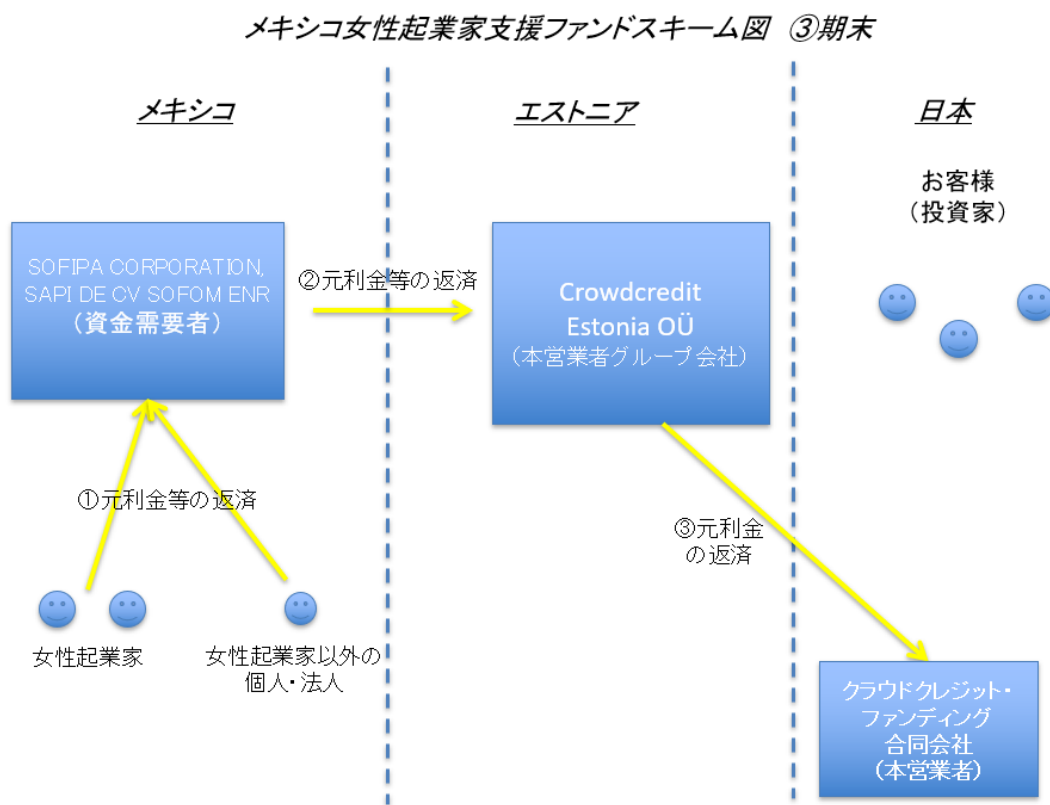 メキシコ女性起業家支援ファンドスキーム図 ③期末
メキシコ
エストニア
日本
お客様
（投資家）
SOFIPA CORPORATION,
SAPI DE CV SOFOM ENR
（資金需要者）
②元利金等の返済
Crowdcredit
Estonia OÜ
（本営業者グループ会社）
①元利金等の返済
③元利金
の返済
女性起業家
女性起業家以外の
個人・法人
クラウドクレジット・
ファンディング
合同会社
（本営業者）